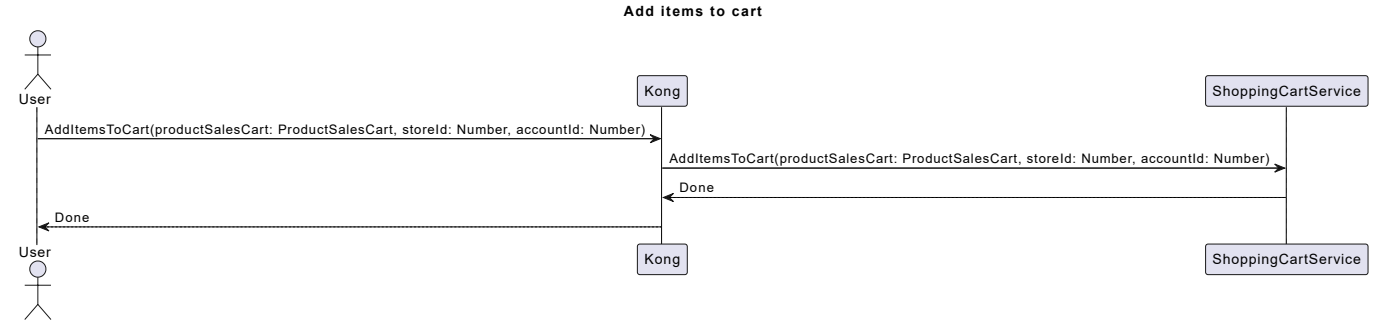 Add items to cart
User
Kong
ShoppingCartService
AddItemsToCart(productSalesCart: ProductSalesCart, storeId: Number, accountId: Number)
AddItemsToCart(productSalesCart: ProductSalesCart, storeId: Number, accountId: Number)
Done
Done
User
Kong
ShoppingCartService